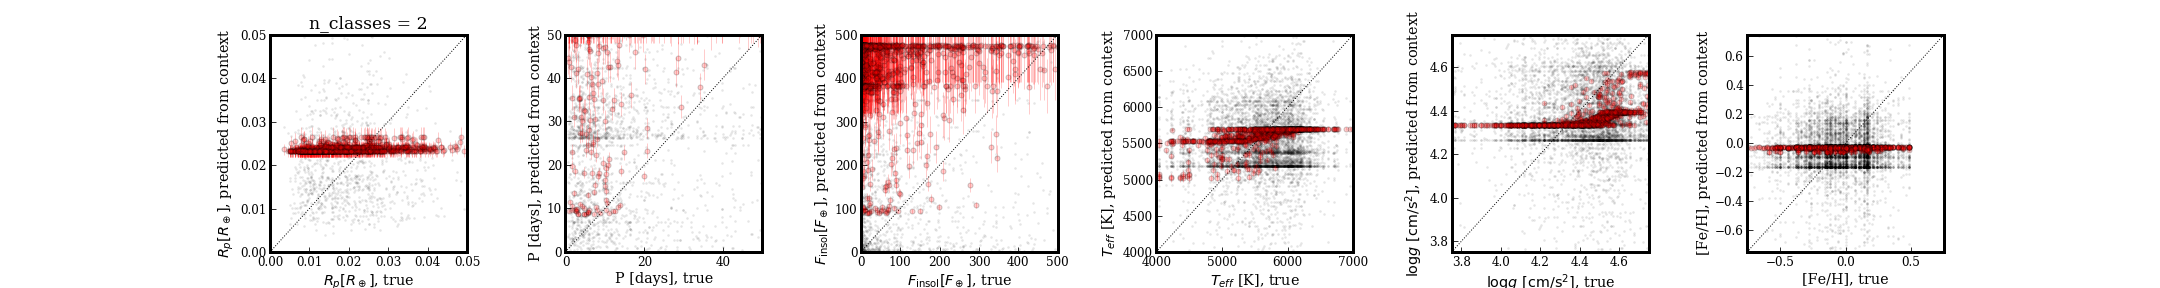 n_classes = 2
R_p[R_⊕], predicted from context
0.05
0.04
0.03
0.02
0.01
0.00
0.00 0.01 0.02 0.03 0.04 0.05
R_p[R_⊕], true
P [days], predicted from context
50
40
30
20
10
0
0 20 40
P [days], true
F_insol[F_⊕], predicted from context
500
400
300
200
100
0
0 100 200 300 400 500
F_insol[F_⊕], true
T_eff [K], predicted from context
7000
6500
6000
5500
5000
4500
4000
4000 5000 6000 7000
T_eff [K], true
logg [cm/s²], predicted from context
4.6
4.4
4.2
4.0
3.8
3.8 4.0 4.2 4.4 4.6
logg [cm/s²], true
[Fe/H], predicted from context
0.6
0.4
0.2
0.0
−0.2
−0.4
−0.6
−0.5 0.0 0.5
[Fe/H], true